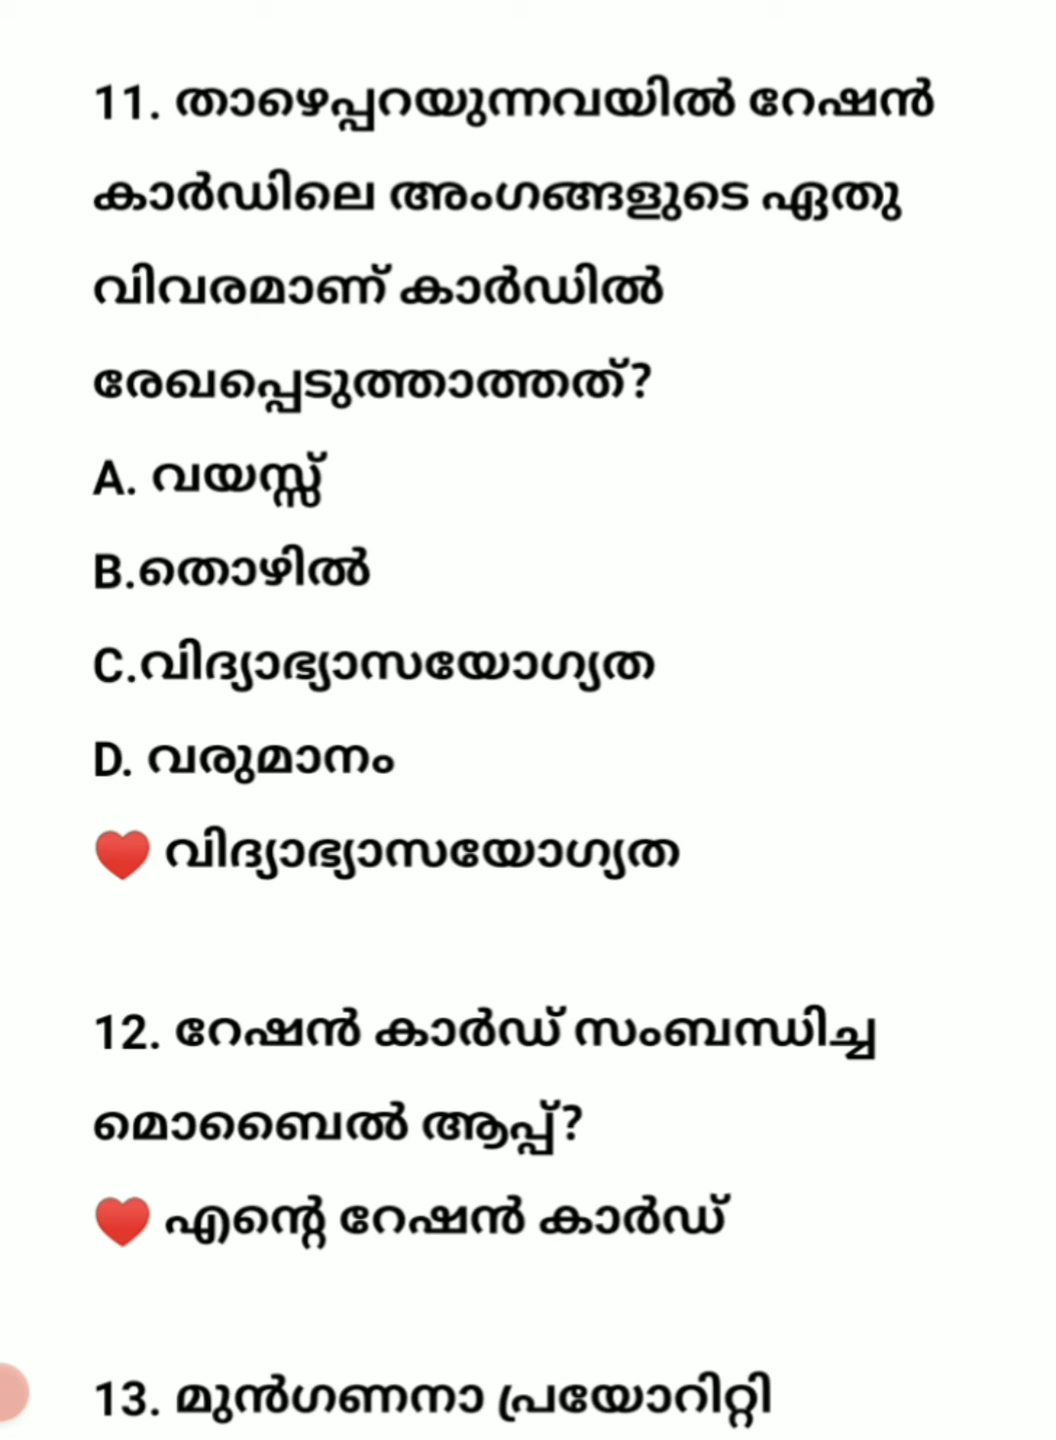 11. താഴെപ്പറയുന്നവയിൽ റേഷൻ
കാർഡിലെ അംഗങ്ങളുടെ ഏതു
വിവരമാണ് കാർഡിൽ
രേഖപ്പെടുത്താത്തത്?
A. വയസ്സ്
B.തൊഴിൽ
C.വിദ്യാഭ്യാസയോഗ്യത
D. വരുമാനം
❤️ വിദ്യാഭ്യാസയോഗ്യത
12. റേഷൻ കാർഡ് സംബന്ധിച്ച
മൊബൈൽ ആപ്പ്?
❤️ എന്റെ റേഷൻ കാർഡ്
13. മുൻഗണനാ പ്രയോറിറ്റി